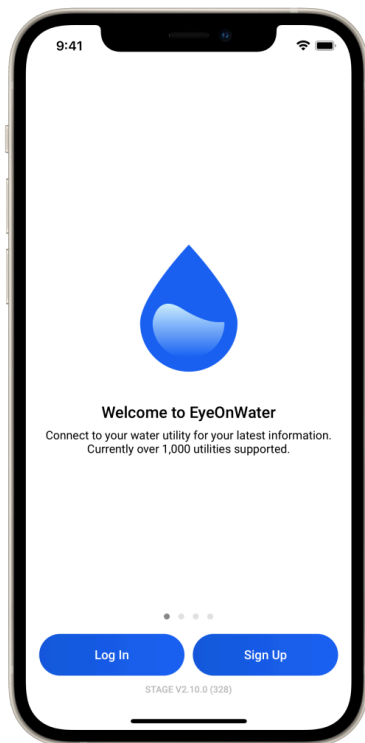 9:41
Welcome to EyeOnWater
Connect to your water utility for your latest information.
Currently over 1,000 utilities supported.
Log In
Sign Up
STAGE V2.10.0 (328)